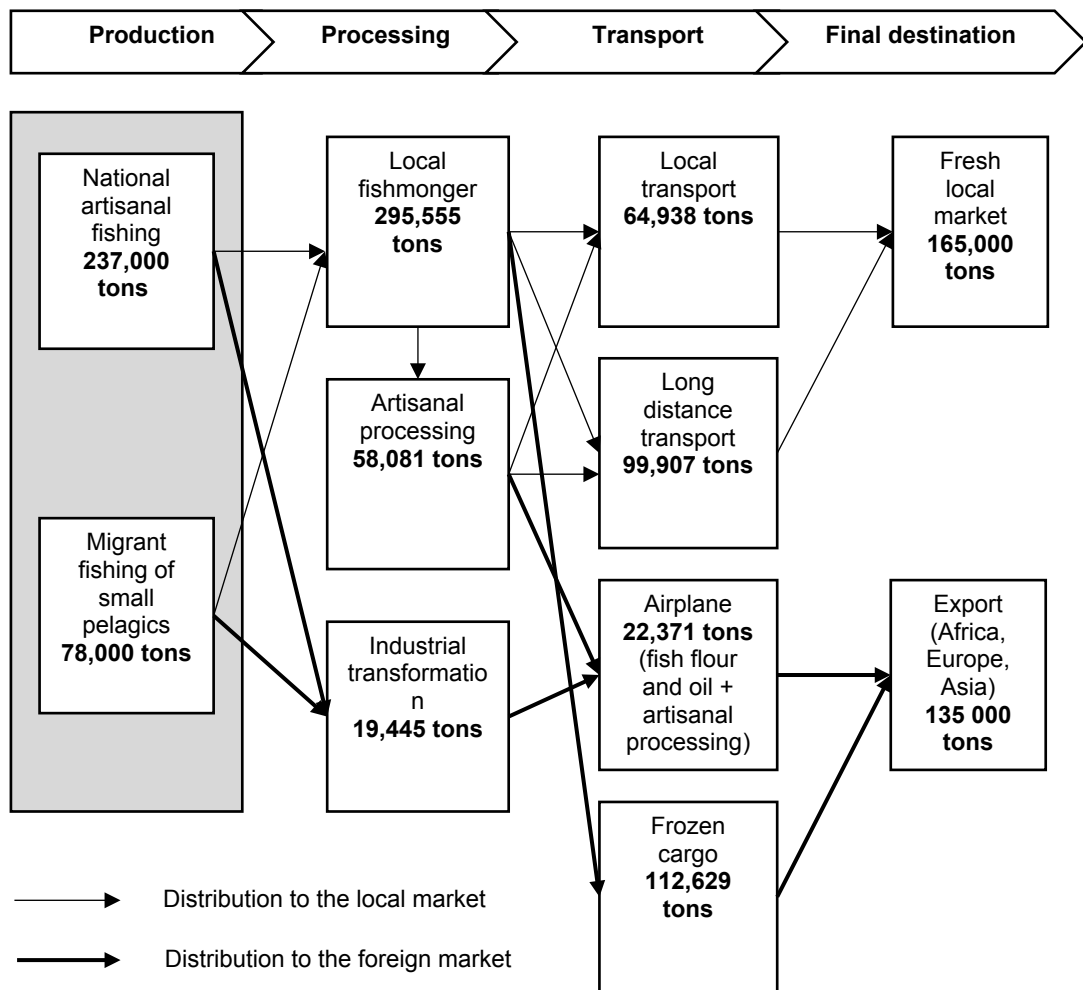 Production
Processing
Transport
Final destination
National
artisanal
fishing
237,000
tons
Migrant
fishing of
small
pelagics
78,000 tons
Local
fishmonger
295,555
tons
Artisanal
processing
58,081 tons
Industrial
transformatio
n
19,445 tons
Local
transport
64,938 tons
Long
distance
transport
99,907 tons
Airplane
22,371 tons
(fish flour
and oil +
artisanal
processing)
Frozen
cargo
112,629
tons
Fresh
local
market
165,000
tons
Export
(Africa,
Europe,
Asia)
135 000
tons
Distribution to the local market
Distribution to the foreign market